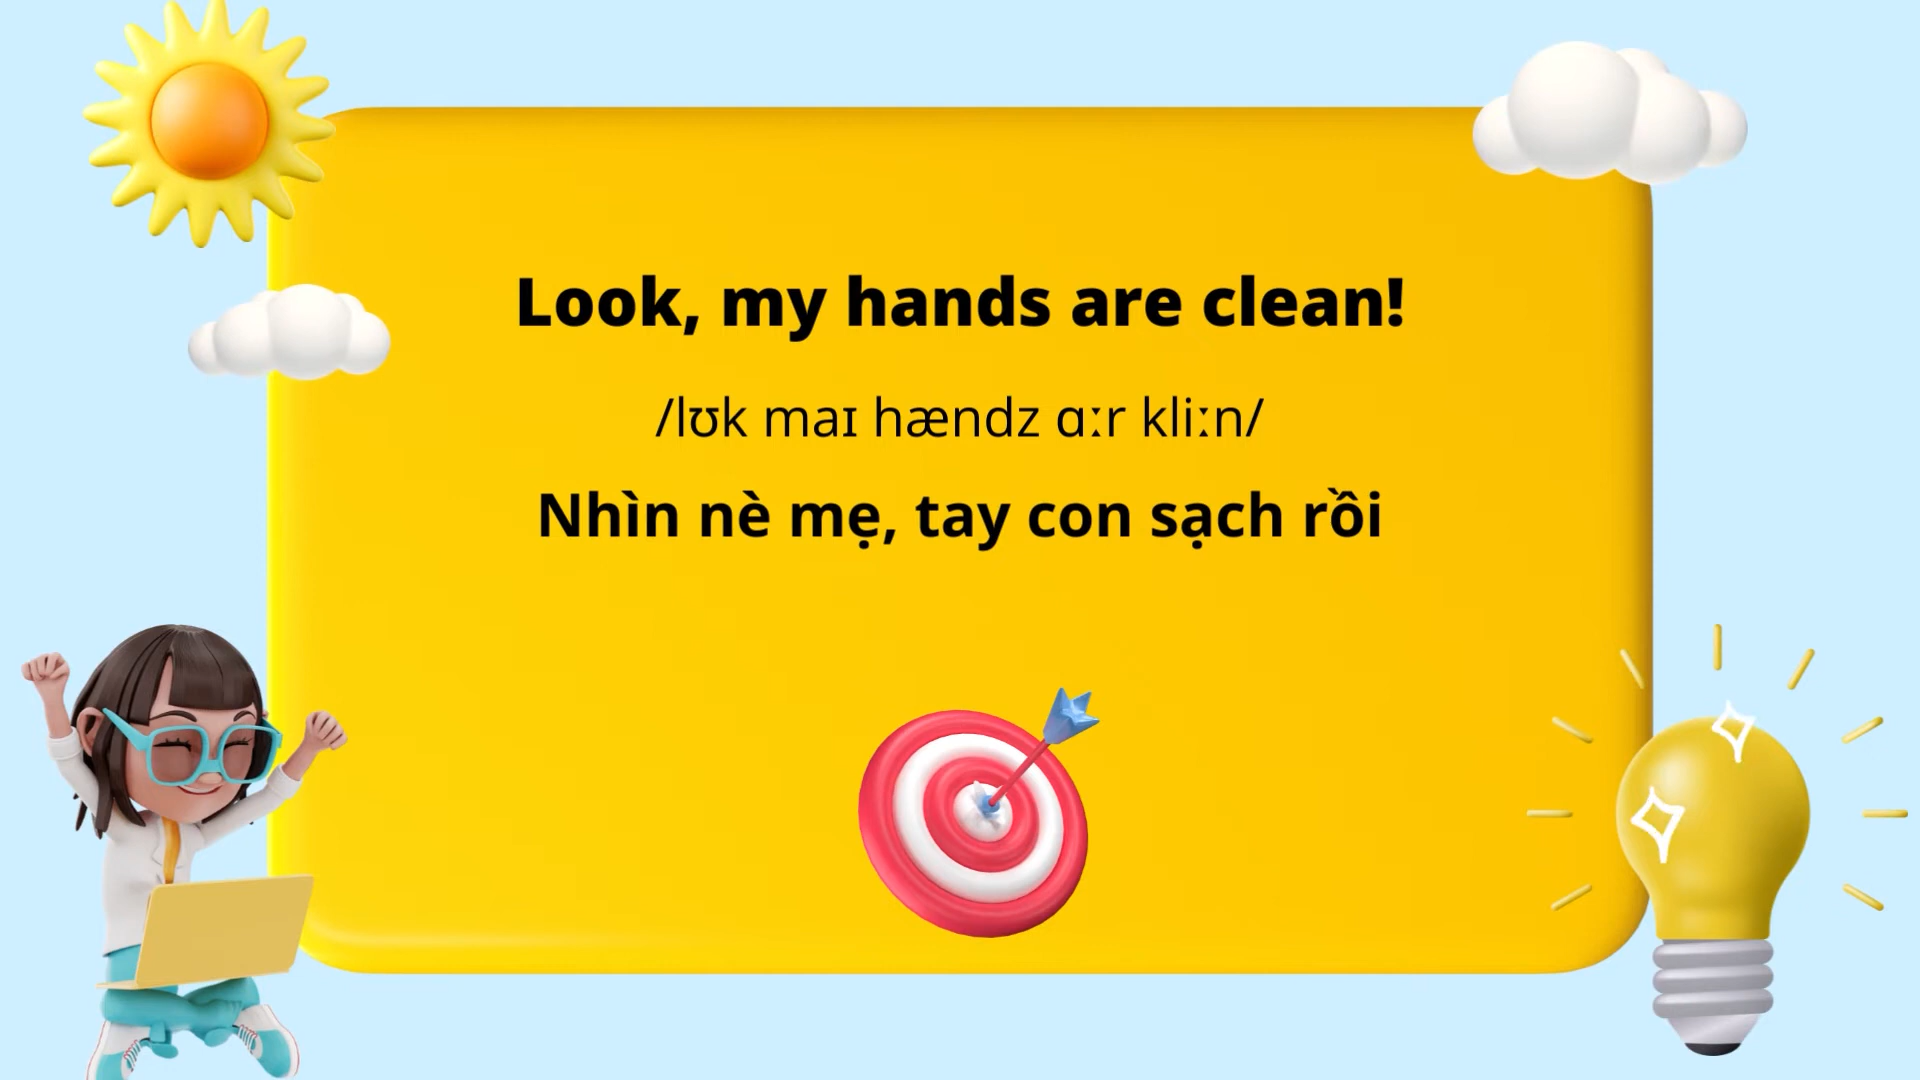 Look, my hands are clean!
/lʊk maɪ hændz ɑːr kliːn/
Nhìn nè mẹ, tay con sạch rồi